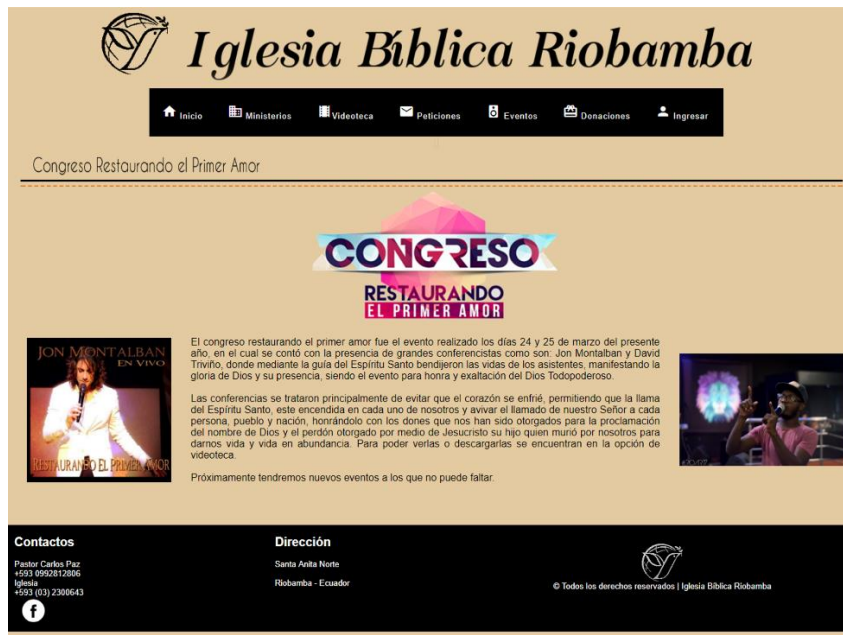 Iglesia Bíblica Riobamba
Inicio Ministerios Videoteca Peticiones Eventos Donaciones Ingresar
Congreso Restaurando el Primer Amor
CONGRESO
RESTAURANDO
EL PRIMER AMOR
JON MONTALBAN
EN VIVO
RESTAURANDO EL PRIMER AMOR
El congreso restaurando el primer amor fue el evento realizado los días 24 y 25 de marzo del presente
año, en el cual se contó con la presencia de grandes conferencistas como son: Jon Montalban y David
Triviño, donde mediante la guía del Espíritu Santo bendijeron las vidas de los asistentes, manifestando la
gloria de Dios y su presencia, siendo el evento para honra y exaltación del Dios Todopoderoso.
Las conferencias se trataron principalmente de evitar que el corazón se enfrié, permitiendo que la llama
del Espíritu Santo, este encendida en cada uno de nosotros y avivar el llamado de nuestro Señor a cada
persona, pueblo y nación, honrándolo con los dones que nos han sido otorgados para la proclamación
del nombre de Dios y el perdón otorgado por medio de Jesucristo su hijo quien murió por nosotros para
darnos vida y vida en abundancia. Para poder verlas o descargarlas se encuentran en la opción de
videoteca.
Próximamente tendremos nuevos eventos a los que no puede faltar.
Contactos
Pastor Carlos Paz
+593 0992812806
Iglesia
+593 (03) 2300643
Dirección
Santa Anita Norte
Riobamba - Ecuador
© Todos los derechos reservados | Iglesia Bíblica Riobamba